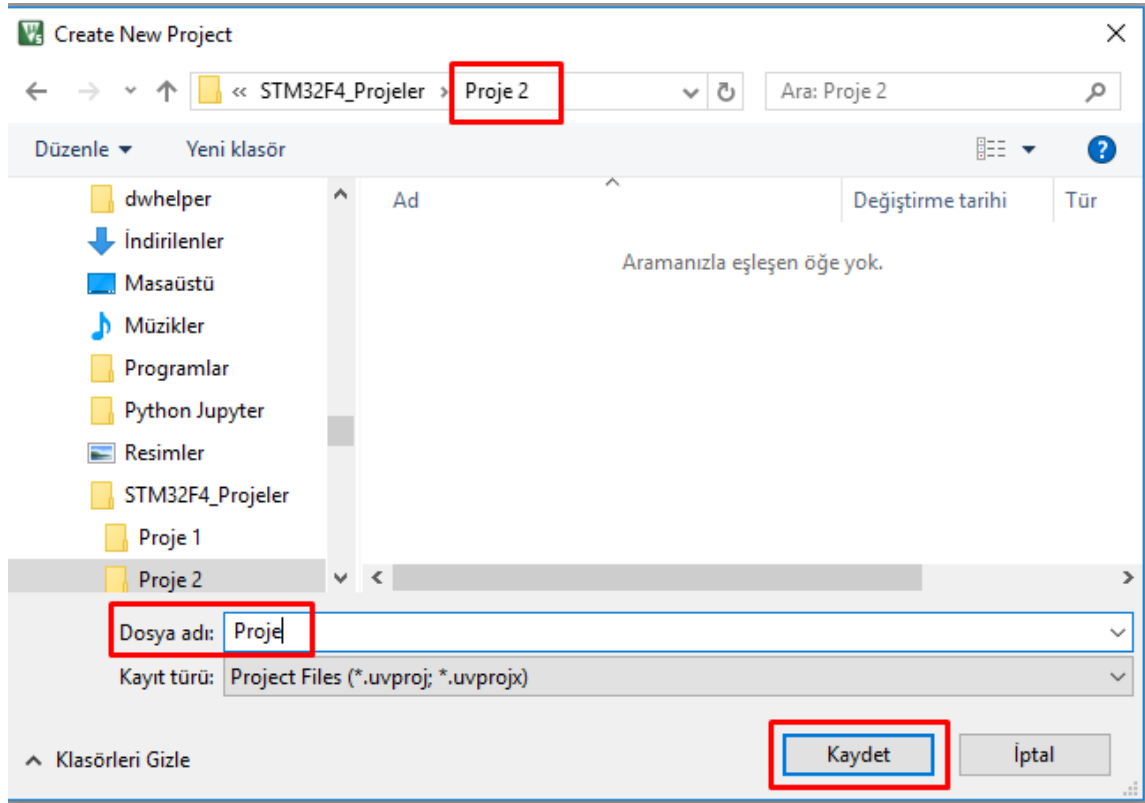 Create New Project
« STM32F4_Projeler › Proje 2
Ara: Proje 2
Düzenle
Yeni klasör
dwhelper
İndirilenler
Masaüstü
Müzikler
Programlar
Python Jupyter
Resimler
STM32F4_Projeler
Proje 1
Proje 2
Ad
Değiştirme tarihi
Tür
Aramanızla eşleşen öğe yok.
Dosya adı: Proje
Kayıt türü: Project Files (*.uvproj; *.uvprojx)
Klasörleri Gizle
Kaydet
İptal